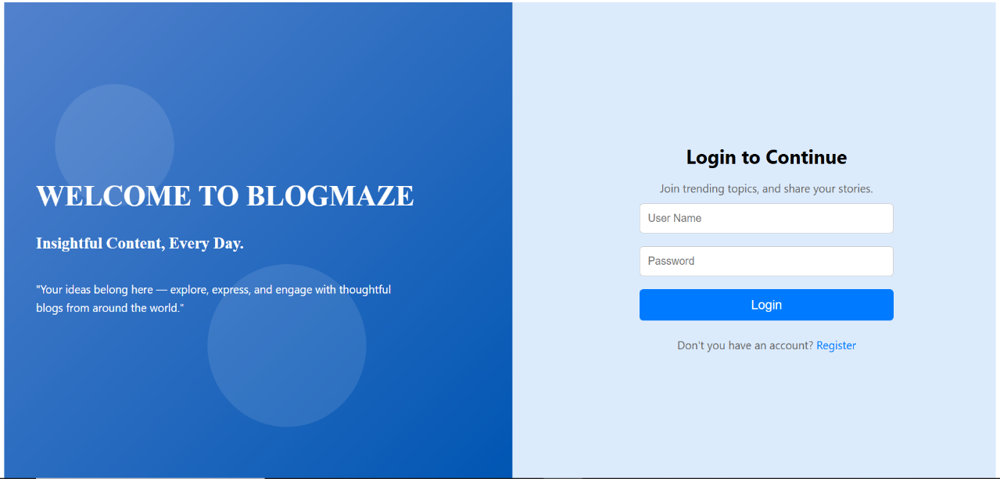 WELCOME TO BLOGMAZE
Insightful Content, Every Day.
"Your ideas belong here — explore, express, and engage with thoughtful
blogs from around the world."
Login to Continue
Join trending topics, and share your stories.
User Name
Password
Login
Don't you have an account? Register